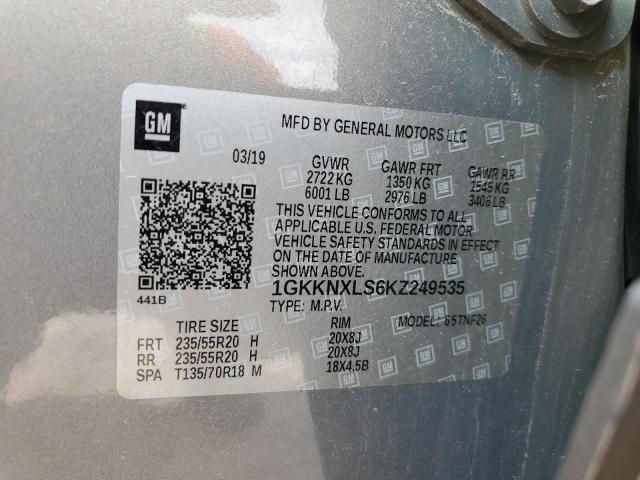 GM
MFD BY GENERAL MOTORS LLC
03/19 GVWR GAWR FRT GAWR RR
2722 KG 1350 KG 1545 KG
6001 LB 2976 LB 3406 LB
THIS VEHICLE CONFORMS TO ALL
APPLICABLE U.S. FEDERAL MOTOR
VEHICLE SAFETY STANDARDS IN EFFECT
ON THE DATE OF MANUFACTURE
SHOWN ABOVE.
441B 1GKKNXLS6KZ249535
TYPE: M.P.V. MODEL: 65TNF26
TIRE SIZE RIM
FRT 235/55R20 H 20X8J
RR 235/55R20 H 20X8J
SPA T135/70R18 M 18X4.5B